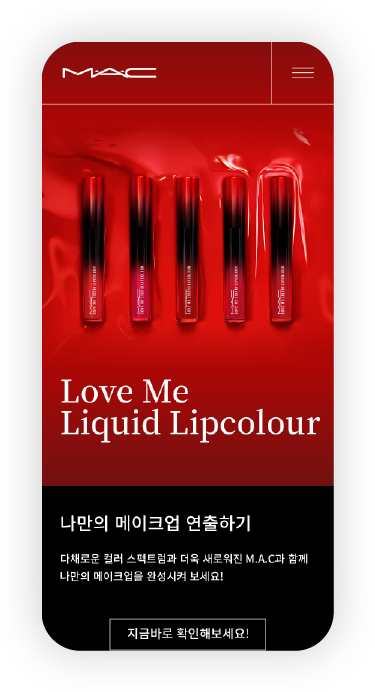 MAC
Love Me
Liquid Lipcolour
나만의 메이크업 연출하기
다채로운 컬러 스펙트럼과 더욱 새로워진 M.A.C과 함께
나만의 메이크업을 완성시켜 보세요!
지금바로 확인해보세요!